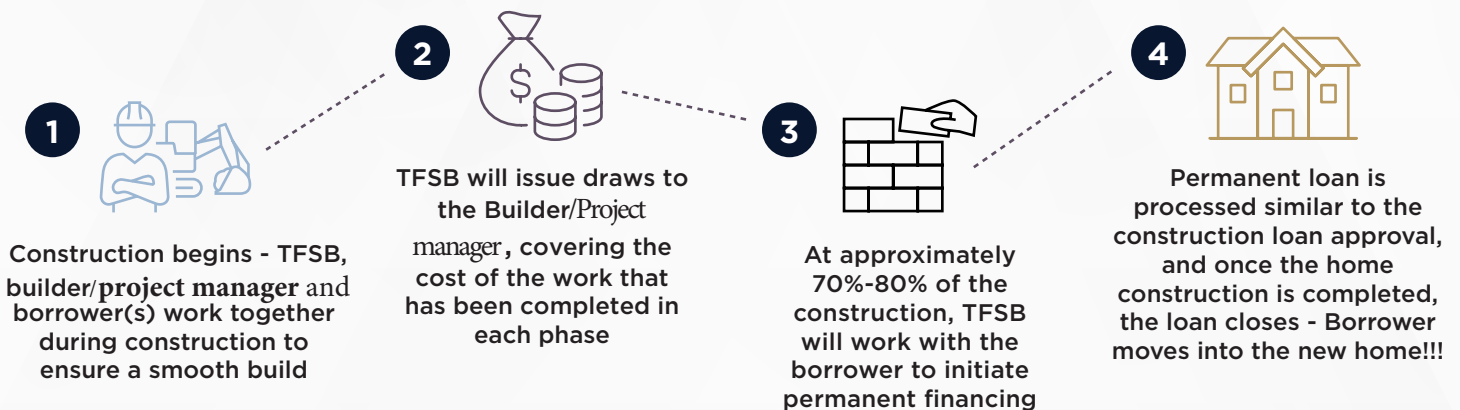 1
Construction begins - TFSB,
builder/project manager and
borrower(s) work together
during construction to
ensure a smooth build
2
$
TFSB will issue draws to
the Builder/Project
manager, covering the
cost of the work that
has been completed in
each phase
3
At approximately
70%-80% of the
construction, TFSB
will work with the
borrower to initiate
permanent financing
4
Permanent loan is
processed similar to the
construction loan approval,
and once the home
construction is completed,
the loan closes - Borrower
moves into the new home!!!